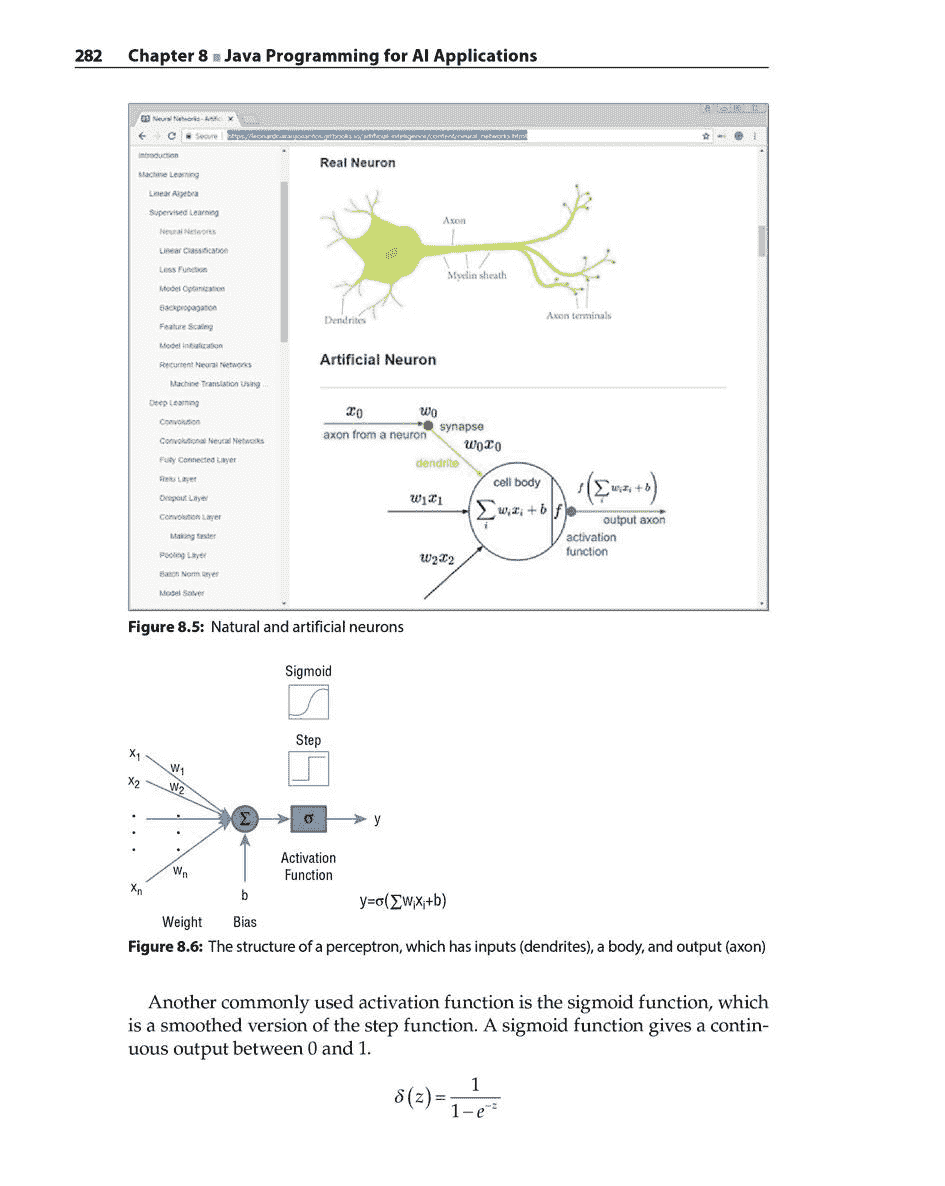 282 Chapter 8 ■ Java Programming for AI Applications
Neural Networks · Artific
Secure
Introduction
Machine Learning
Linear Algebra
Supervised Learning
Neural Networks
Linear Classification
Loss Function
Model Optimization
Backpropagation
Feature Scaling
Model Initialization
Recurrent Neural Networks
Machine Translation Using ...
Deep Learning
Convolution
Convolutional Neural Networks
Fully Connected Layer
Relu Layer
Dropout Layer
Convolution Layer
Making faster
Pooling Layer
Batch Norm layer
Model Solver
Real Neuron
Axon
Myelin sheath
Dendrites
Axon terminals
Artificial Neuron
x₀ w₀
synapse
axon from a neuron
w₀x₀
dendrite
cell body
f(∑ᵢ wᵢxᵢ + b)
w₁x₁
∑ᵢ wᵢxᵢ + b f
output axon
activation
function
w₂x₂
Figure 8.5: Natural and artificial neurons
Sigmoid
Step
x₁
w₁
x₂
w₂
Σ σ y
wₙ
xₙ
Activation
Function
b
y=σ(∑wᵢxᵢ+b)
Weight Bias
Figure 8.6: The structure of a perceptron, which has inputs (dendrites), a body, and output (axon)
Another commonly used activation function is the sigmoid function, which
is a smoothed version of the step function. A sigmoid function gives a contin-
uous output between 0 and 1.
δ(z) = 1 / (1 − e⁻ᶻ)